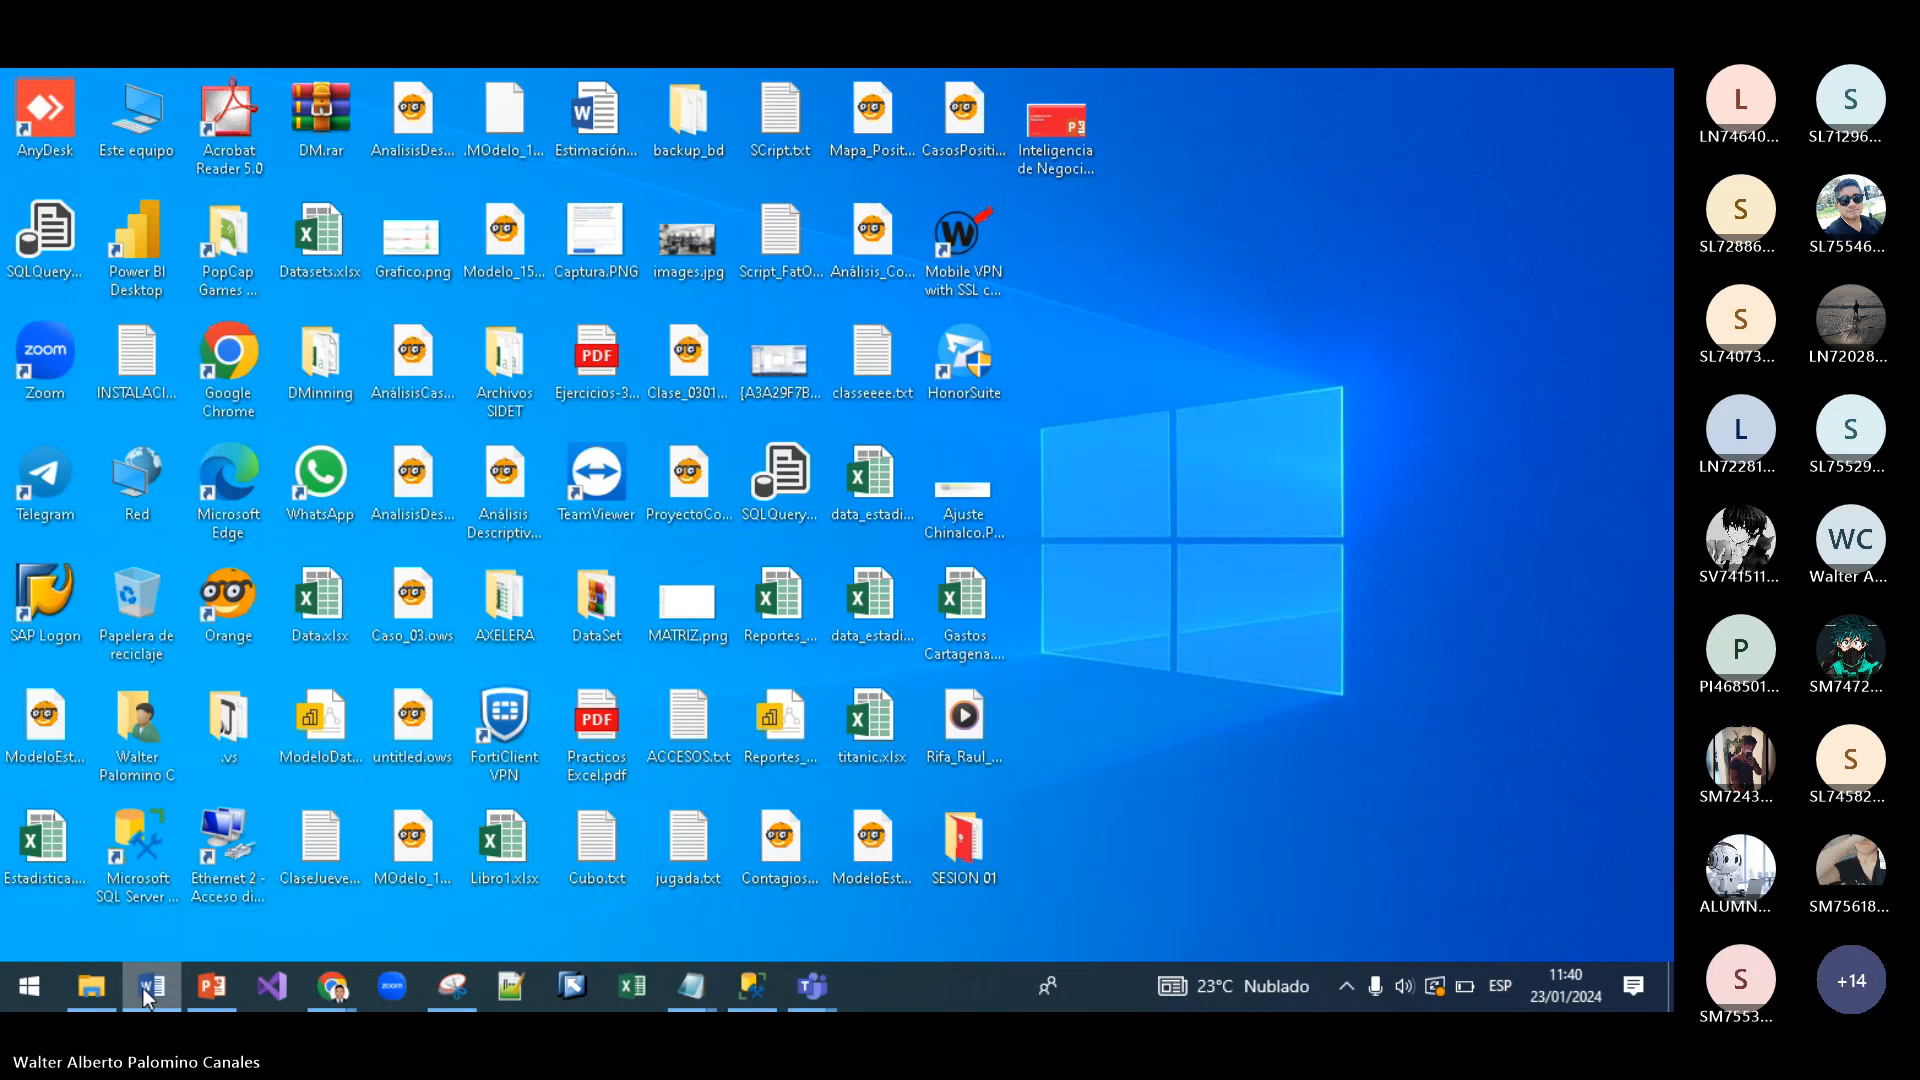 AnyDesk
Este equipo
Acrobat
Reader 5.0
DM.rar
AnalisisDes...
.MOdelo_1...
Estimación...
backup_bd
SCript.txt
Mapa_Posit...
CasosPositi...
Inteligencia
de Negoci...
SQLQuery...
Power BI
Desktop
PopCap
Games ...
Datasets.xlsx
Grafico.png
Modelo_15...
Captura.PNG
images.jpg
Script_FatO...
Análisis_Co...
Mobile VPN
with SSL c...
zoom
Zoom
INSTALACI...
Google
Chrome
DMinning
AnálisisCas...
Archivos
SIDET
PDF
Ejercicios-3...
Clase_0301...
{A3A29F7B...
classeeee.txt
HonorSuite
Telegram
Red
Microsoft
Edge
WhatsApp
AnalisisDes...
Análisis
Descriptiv...
TeamViewer
ProyectoCo...
SQLQuery...
data_estadi...
Ajuste
Chinalco.P...
SAP Logon
Papelera de
reciclaje
Orange
Data.xlsx
Caso_03.ows
AXELERA
DataSet
MATRIZ.png
Reportes_...
data_estadi...
Gastos
Cartagena....
ModeloEst...
Walter
Palomino C
.vs
ModeloDat...
untitled.ows
FortiClient
VPN
PDF
Practicos
Excel.pdf
ACCESOS.txt
Reportes_...
titanic.xlsx
Rifa_Raul_...
Estadistica....
Microsoft
SQL Server ...
Ethernet 2 -
Acceso di...
ClaseJueve...
MOdelo_1...
Libro1.xlsx
Cubo.txt
jugada.txt
Contagios...
ModeloEst...
SESION 01
zoom
23°C Nublado
ESP
11:40
23/01/2024
L
LN74640...
S
SL71296...
S
SL72886...
SL75546...
S
SL74073...
LN72028...
L
LN72281...
S
SL75529...
SV741511...
WC
Walter A...
P
PI468501...
SM7472...
SM7243...
S
SL74582...
ALUMN...
SM75618...
S
SM7553...
+14
Walter Alberto Palomino Canales